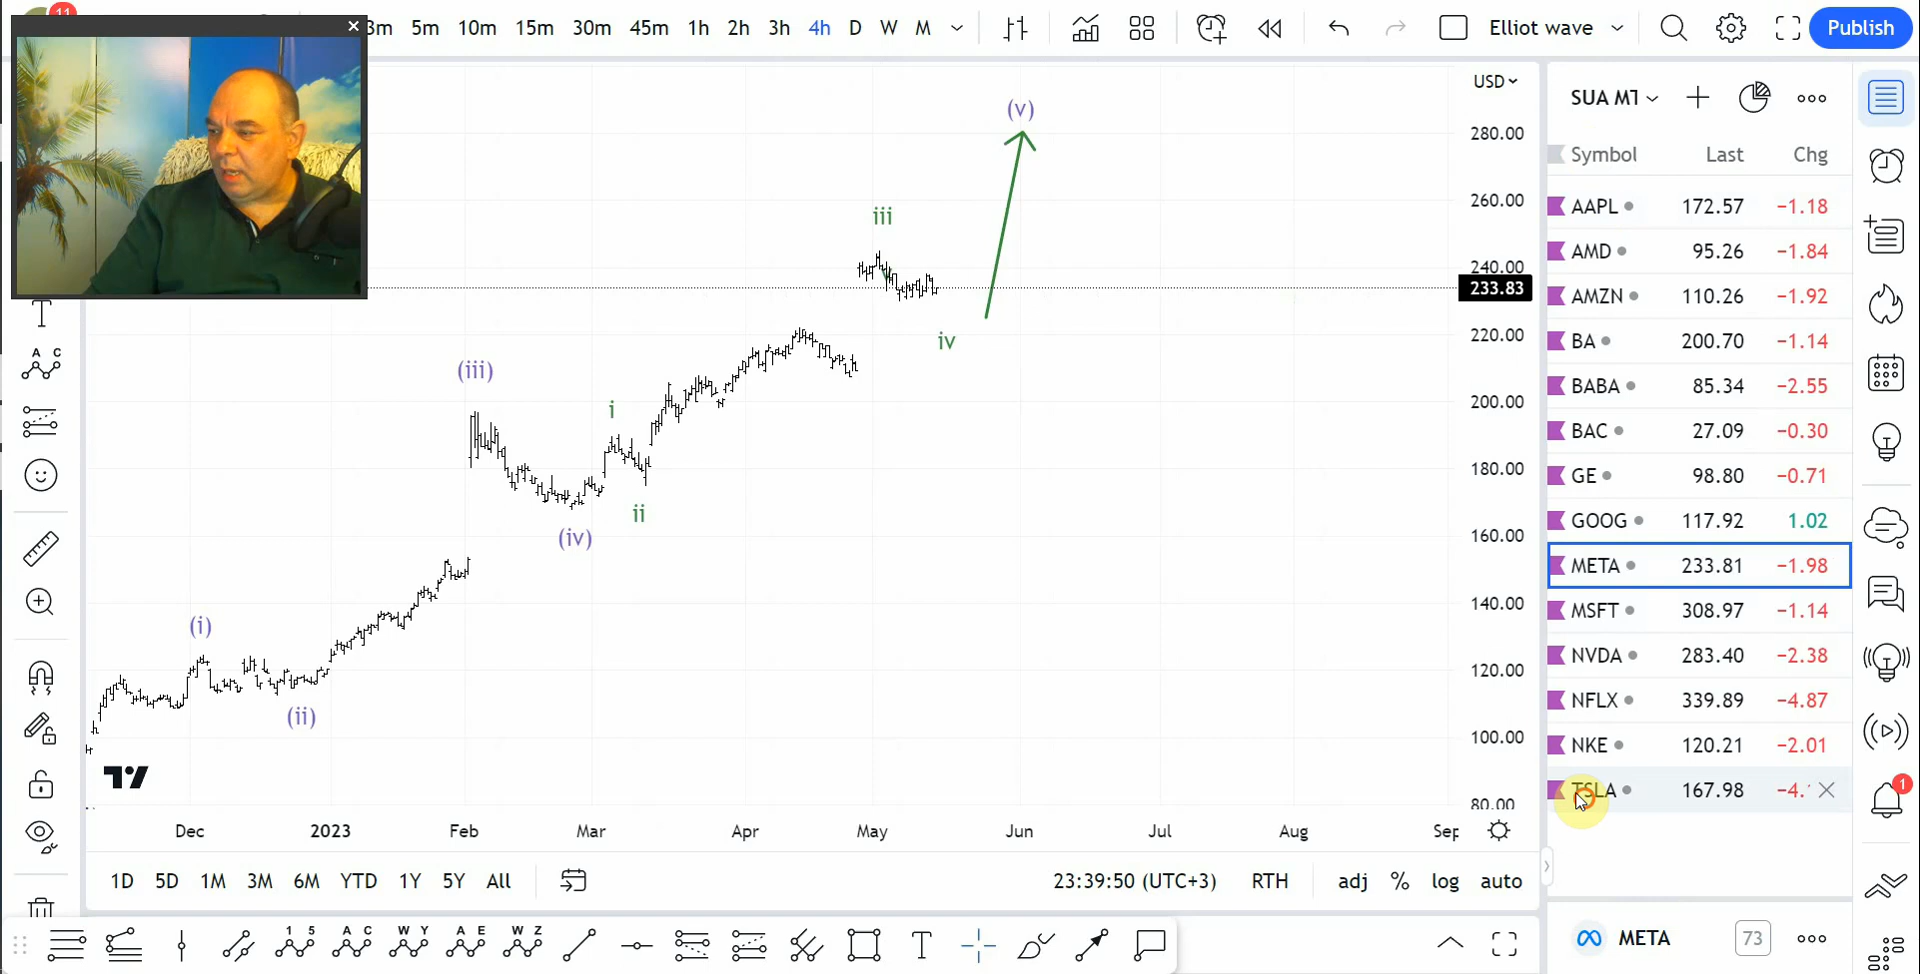 11
3m 5m 10m 15m 30m 45m 1h 2h 3h 4h D W M Elliot wave Publish
USD
(v)
280.00
260.00
iii
240.00
233.83
v
iv
220.00
(iii)
i
200.00
180.00
ii
(iv)
160.00
140.00
(i)
120.00
(ii)
100.00
80.00
Dec 2023 Feb Mar Apr May Jun Jul Aug Sep
1D 5D 1M 3M 6M YTD 1Y 5Y All 23:39:50 (UTC+3) RTH adj % log auto
SUA MT
Symbol Last Chg
AAPL 172.57 −1.18
AMD 95.26 −1.84
AMZN 110.26 −1.92
BA 200.70 −1.14
BABA 85.34 −2.55
BAC 27.09 −0.30
GE 98.80 −0.71
GOOG 117.92 1.02
META 233.81 −1.98
MSFT 308.97 −1.14
NVDA 283.40 −2.38
NFLX 339.89 −4.87
NKE 120.21 −2.01
TSLA 167.98 −4.
1
META 73
T
A C
1 5 A C W Y A E W Z T